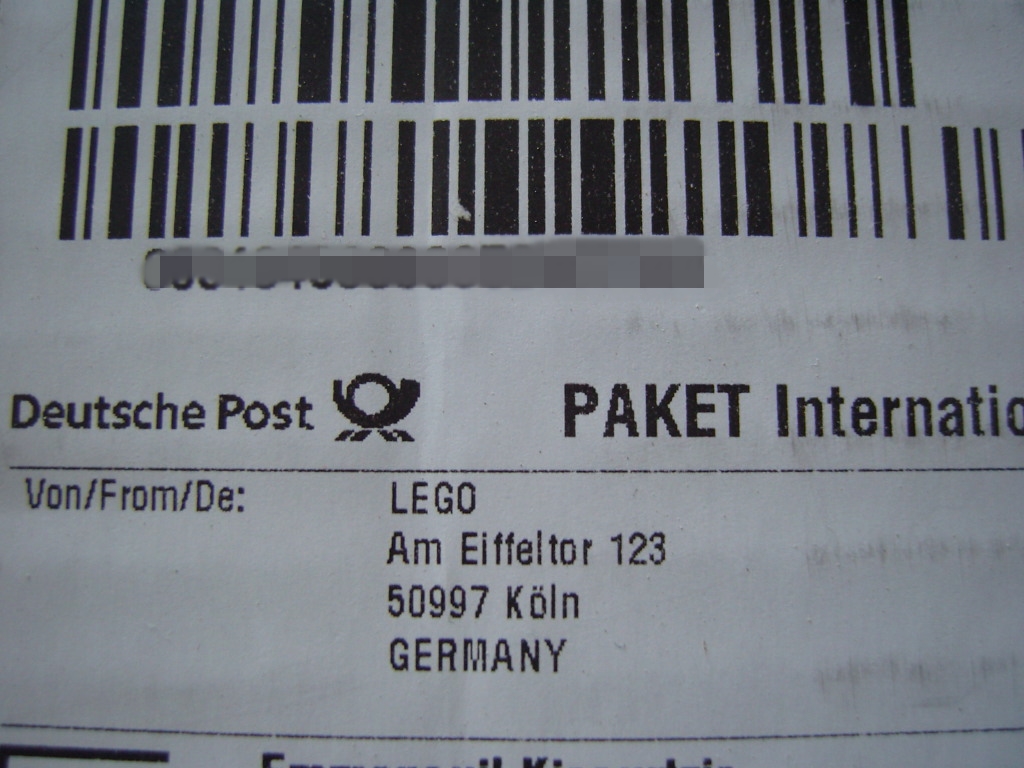 Deutsche Post PAKET Internatio
Von/From/De: LEGO
Am Eiffeltor 123
50997 Köln
GERMANY